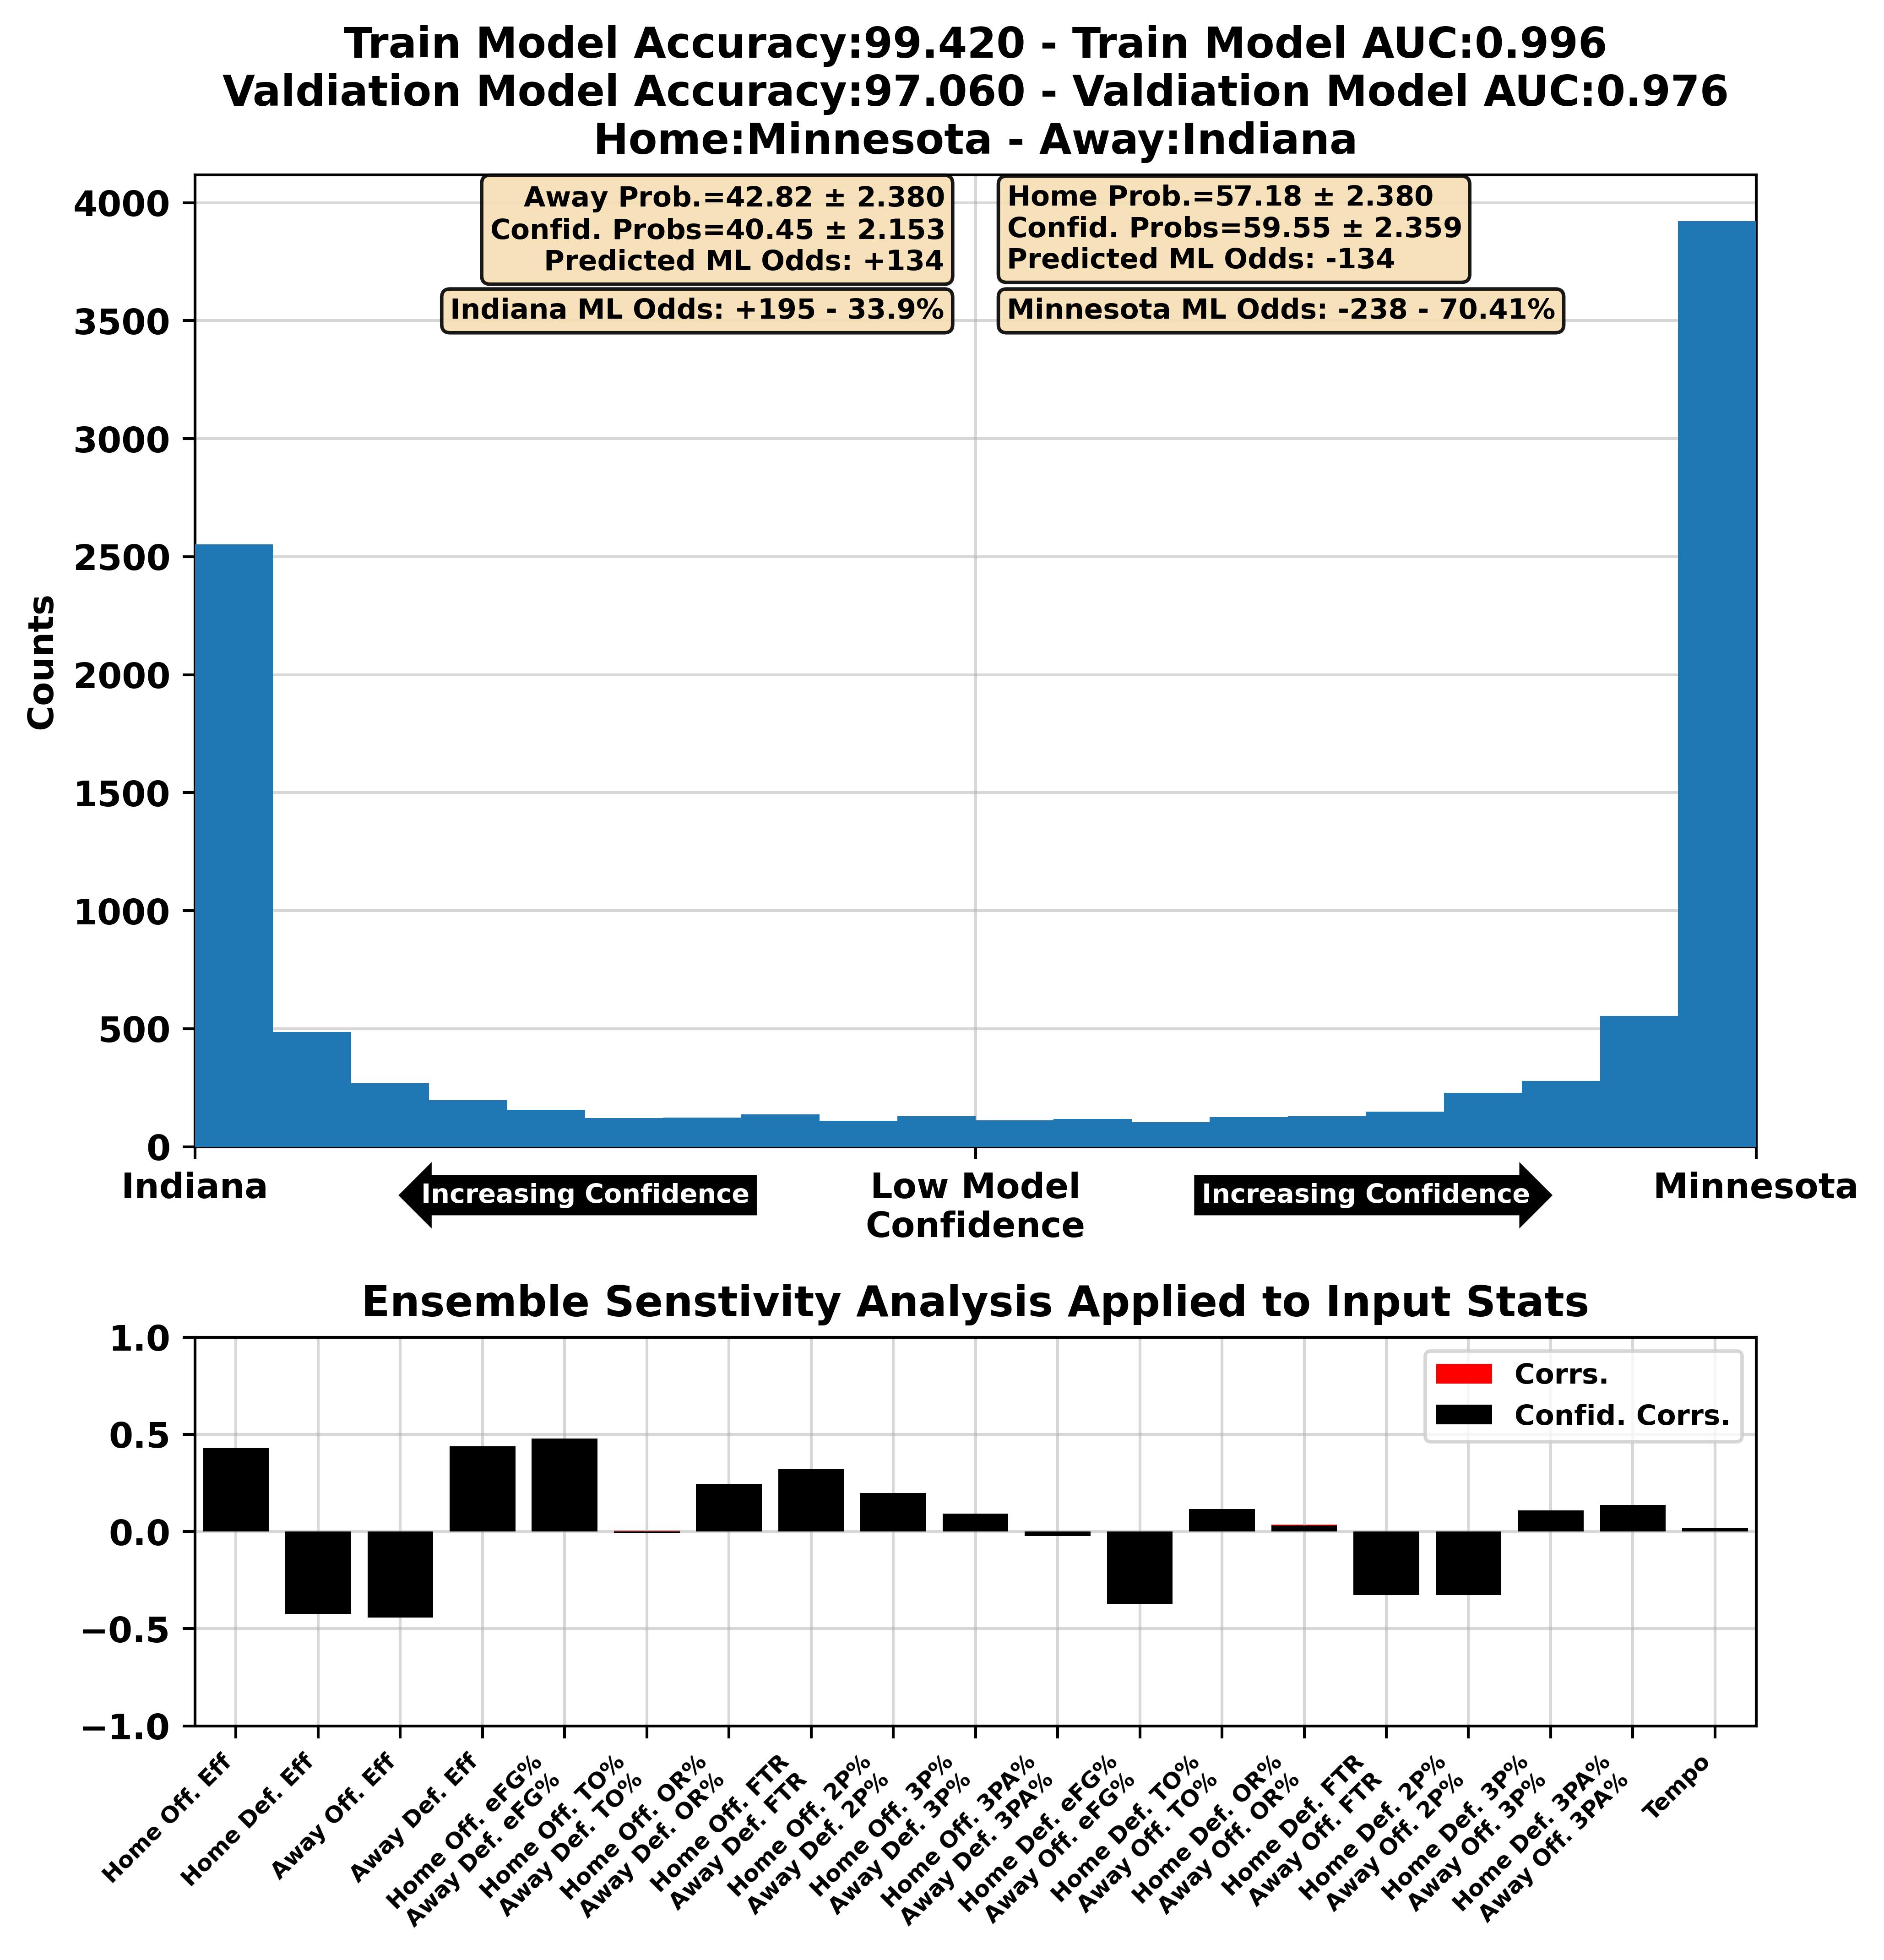 Train Model Accuracy:99.420 - Train Model AUC:0.996
Valdiation Model Accuracy:97.060 - Valdiation Model AUC:0.976
Home:Minnesota - Away:Indiana
Away Prob.=42.82 ± 2.380
Confid. Probs=40.45 ± 2.153
Predicted ML Odds: +134
Home Prob.=57.18 ± 2.380
Confid. Probs=59.55 ± 2.359
Predicted ML Odds: -134
Indiana ML Odds: +195 - 33.9%
Minnesota ML Odds: -238 - 70.41%
Counts
4000
3500
3000
2500
2000
1500
1000
500
0
Indiana
Increasing Confidence
Low Model
Confidence
Increasing Confidence
Minnesota
Ensemble Senstivity Analysis Applied to Input Stats
1.0
0.5
0.0
−0.5
−1.0
Corrs.
Confid. Corrs.
Home Off. Eff
Home Def. Eff
Away Off. Eff
Away Def. Eff
Home Off. eFG%
Away Def. eFG%
Home Off. TO%
Away Def. TO%
Home Off. OR%
Away Def. OR%
Home Off. FTR
Away Def. FTR
Home Off. 2P%
Away Def. 2P%
Home Off. 3P%
Away Def. 3P%
Home Off. 3PA%
Away Def. 3PA%
Home Def. eFG%
Away Off. eFG%
Home Def. TO%
Away Off. TO%
Home Def. OR%
Away Off. OR%
Home Def. FTR
Away Off. FTR
Home Def. 2P%
Away Off. 2P%
Home Def. 3P%
Away Off. 3P%
Home Def. 3PA%
Away Off. 3PA%
Tempo